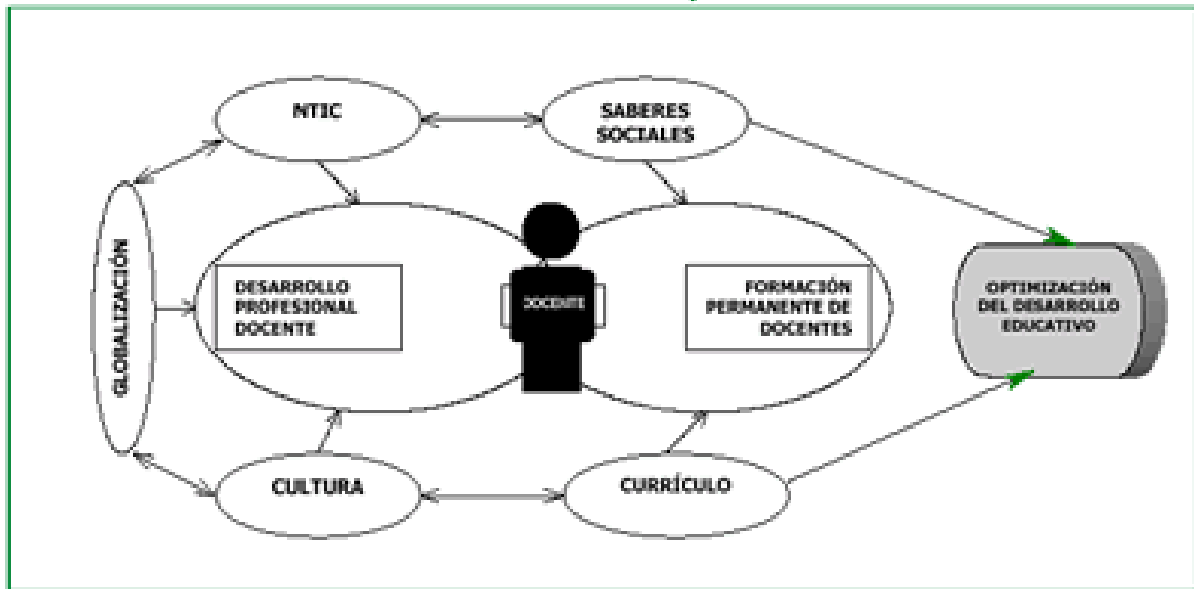 NTIC
SABERES
SOCIALES
GLOBALIZACIÓN
DESARROLLO
PROFESIONAL
DOCENTE
DOCENTE
FORMACIÓN
PERMANENTE DE
DOCENTES
OPTIMIZACIÓN
DEL DESARROLLO
EDUCATIVO
CULTURA
CURRÍCULO